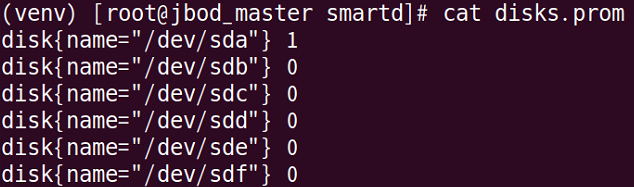 (venv) [root@jbod_master smartd]# cat disks.prom
disk{name="/dev/sda"} 1
disk{name="/dev/sdb"} 0
disk{name="/dev/sdc"} 0
disk{name="/dev/sdd"} 0
disk{name="/dev/sde"} 0
disk{name="/dev/sdf"} 0